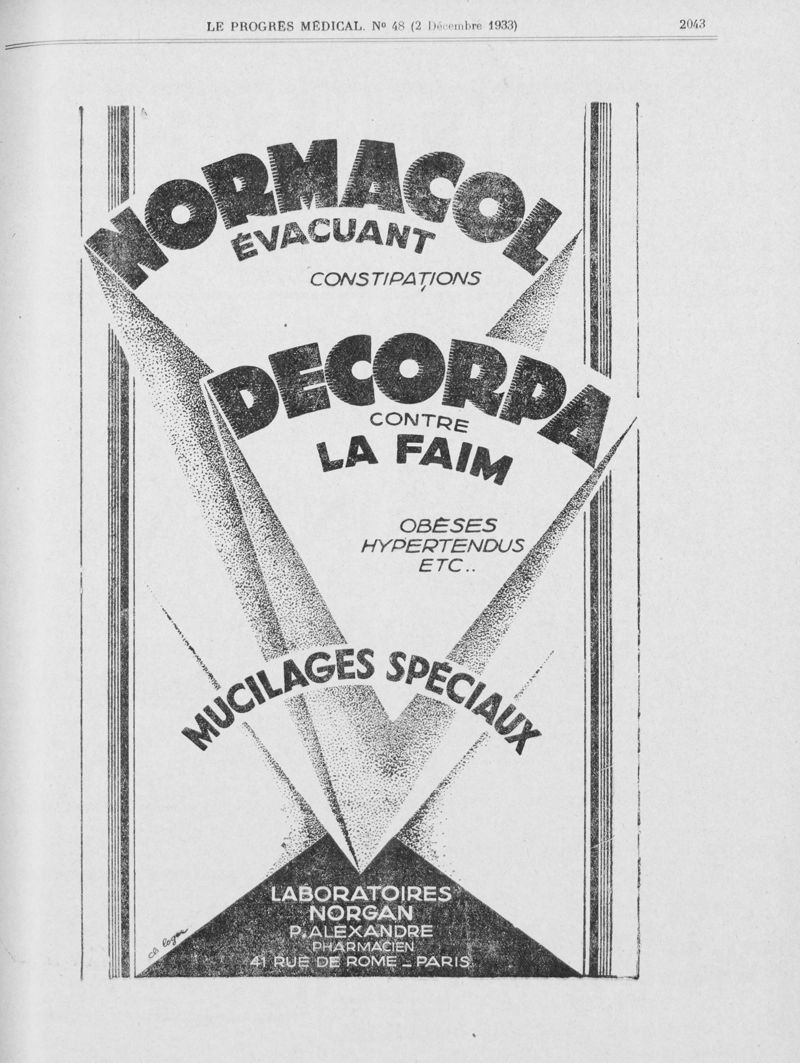 LE PROGRÈS MÉDICAL. Nº 48 (2 Décembre 1933)
2043
NORMACOL
ÉVACUANT
CONSTIPATIONS
DECORPA
CONTRE
LA FAIM
OBÈSES
HYPERTENDUS
ETC..
MUCILAGES SPÉCIAUX
LABORATOIRES
NORGAN
P.ALEXANDRE
PHARMACIEN
41 RUE DE ROME _ PARIS